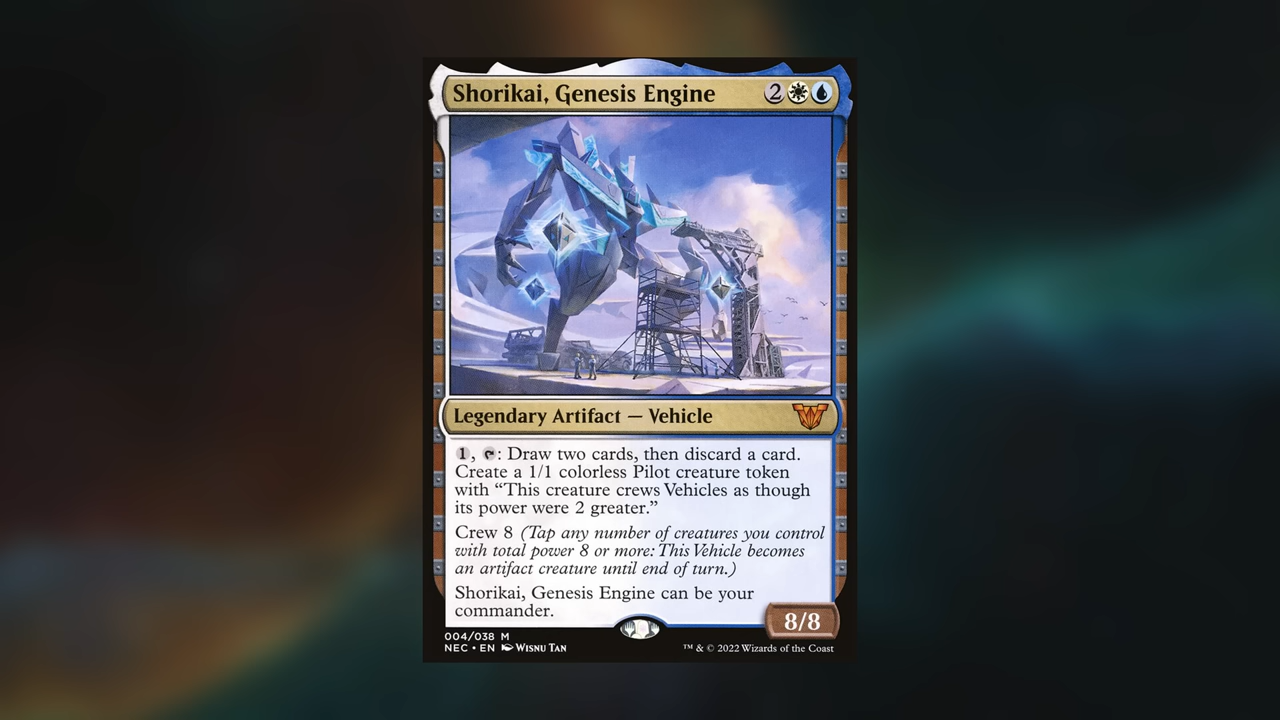 Shorikai, Genesis Engine 2
Legendary Artifact — Vehicle
1, : Draw two cards, then discard a card.
Create a 1/1 colorless Pilot creature token
with “This creature crews Vehicles as though
its power were 2 greater.”
Crew 8 (Tap any number of creatures you control
with total power 8 or more: This Vehicle becomes
an artifact creature until end of turn.)
Shorikai, Genesis Engine can be your
commander.
8/8
004/038 M
NEC • EN Wisnu Tan
™ & © 2022 Wizards of the Coast